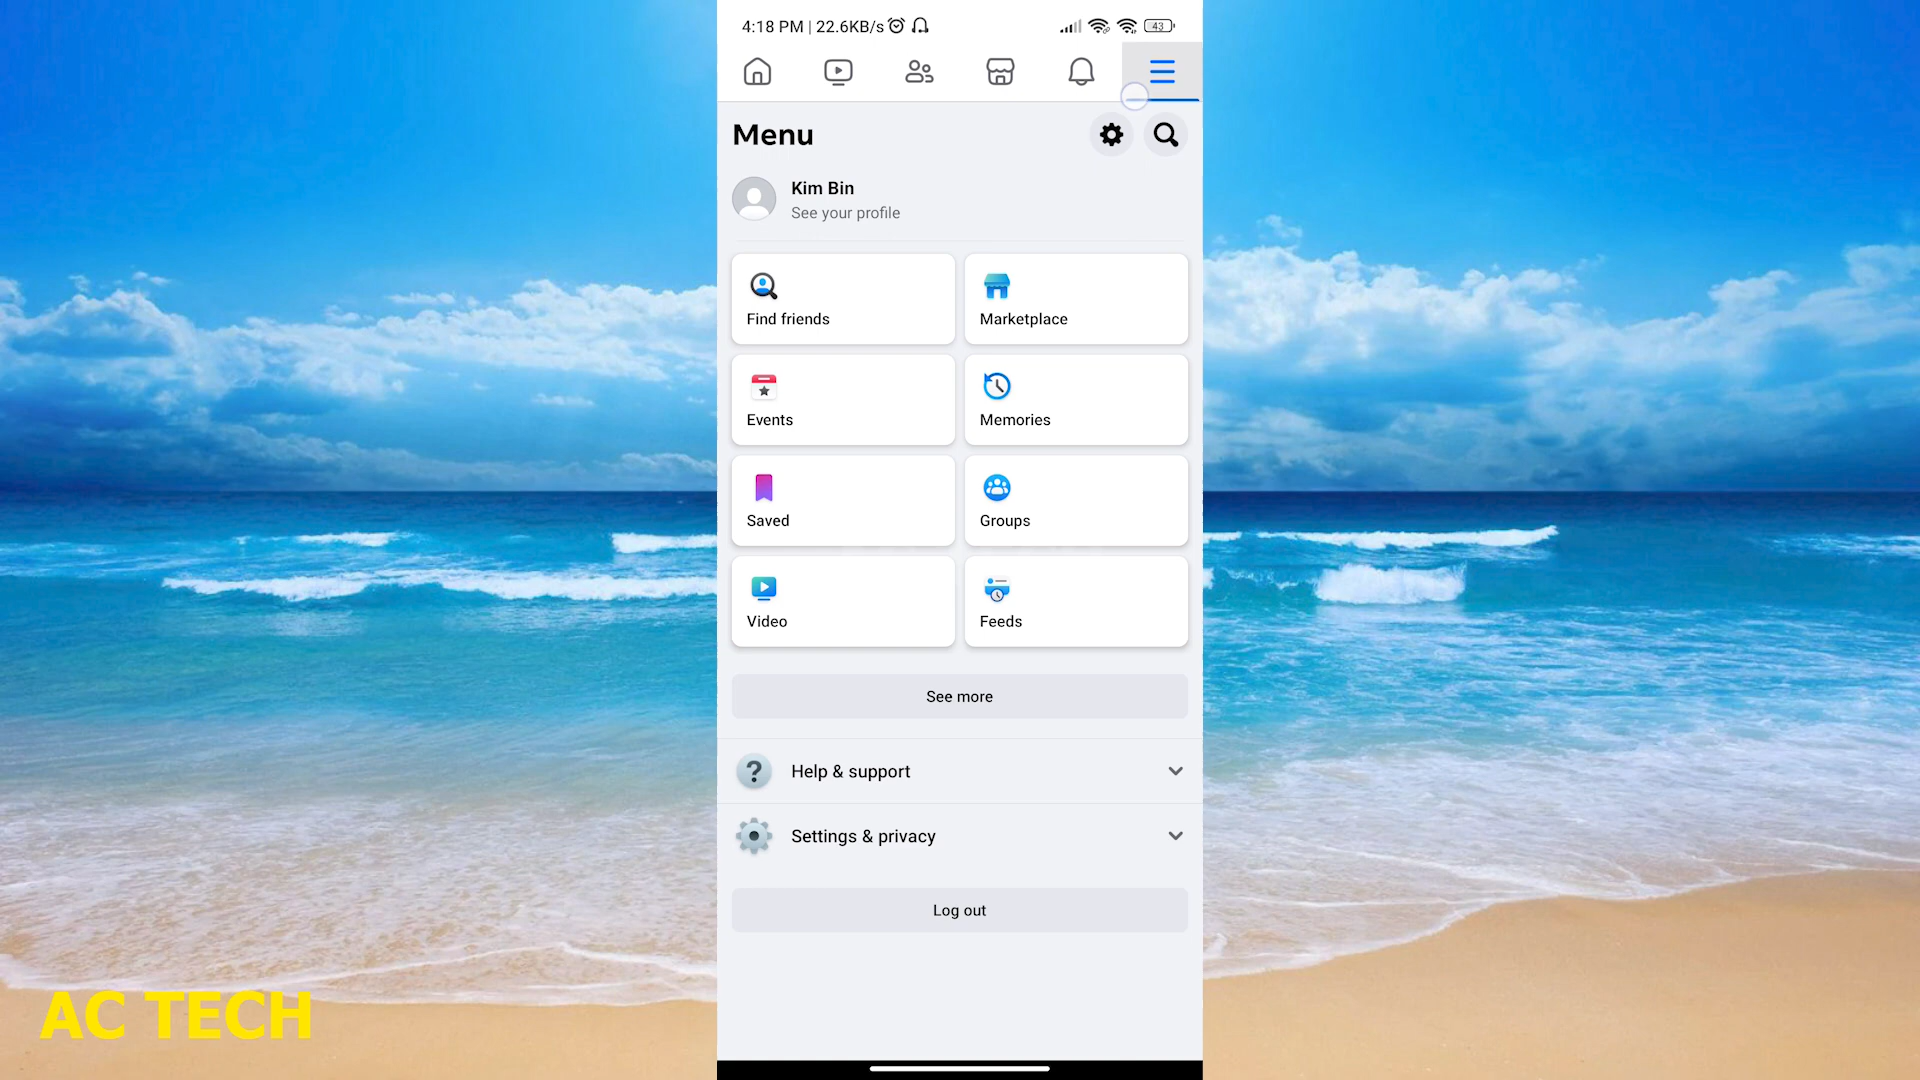 4:18 PM | 22.6KB/s
43
Menu
Kim Bin
See your profile
Find friends
Marketplace
Events
Memories
Saved
Groups
Video
Feeds
See more
? Help & support
Settings & privacy
Log out
AC TECH